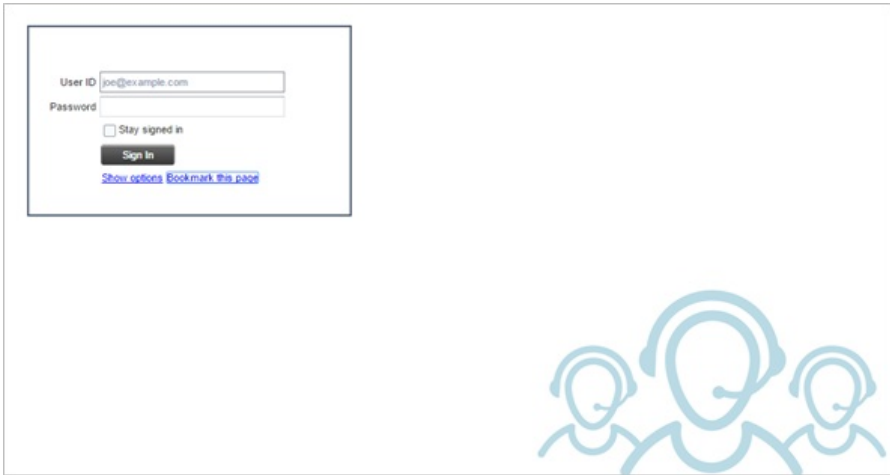 User ID joe@example.com
Password
Stay signed in
Sign In
Show options Bookmark this page